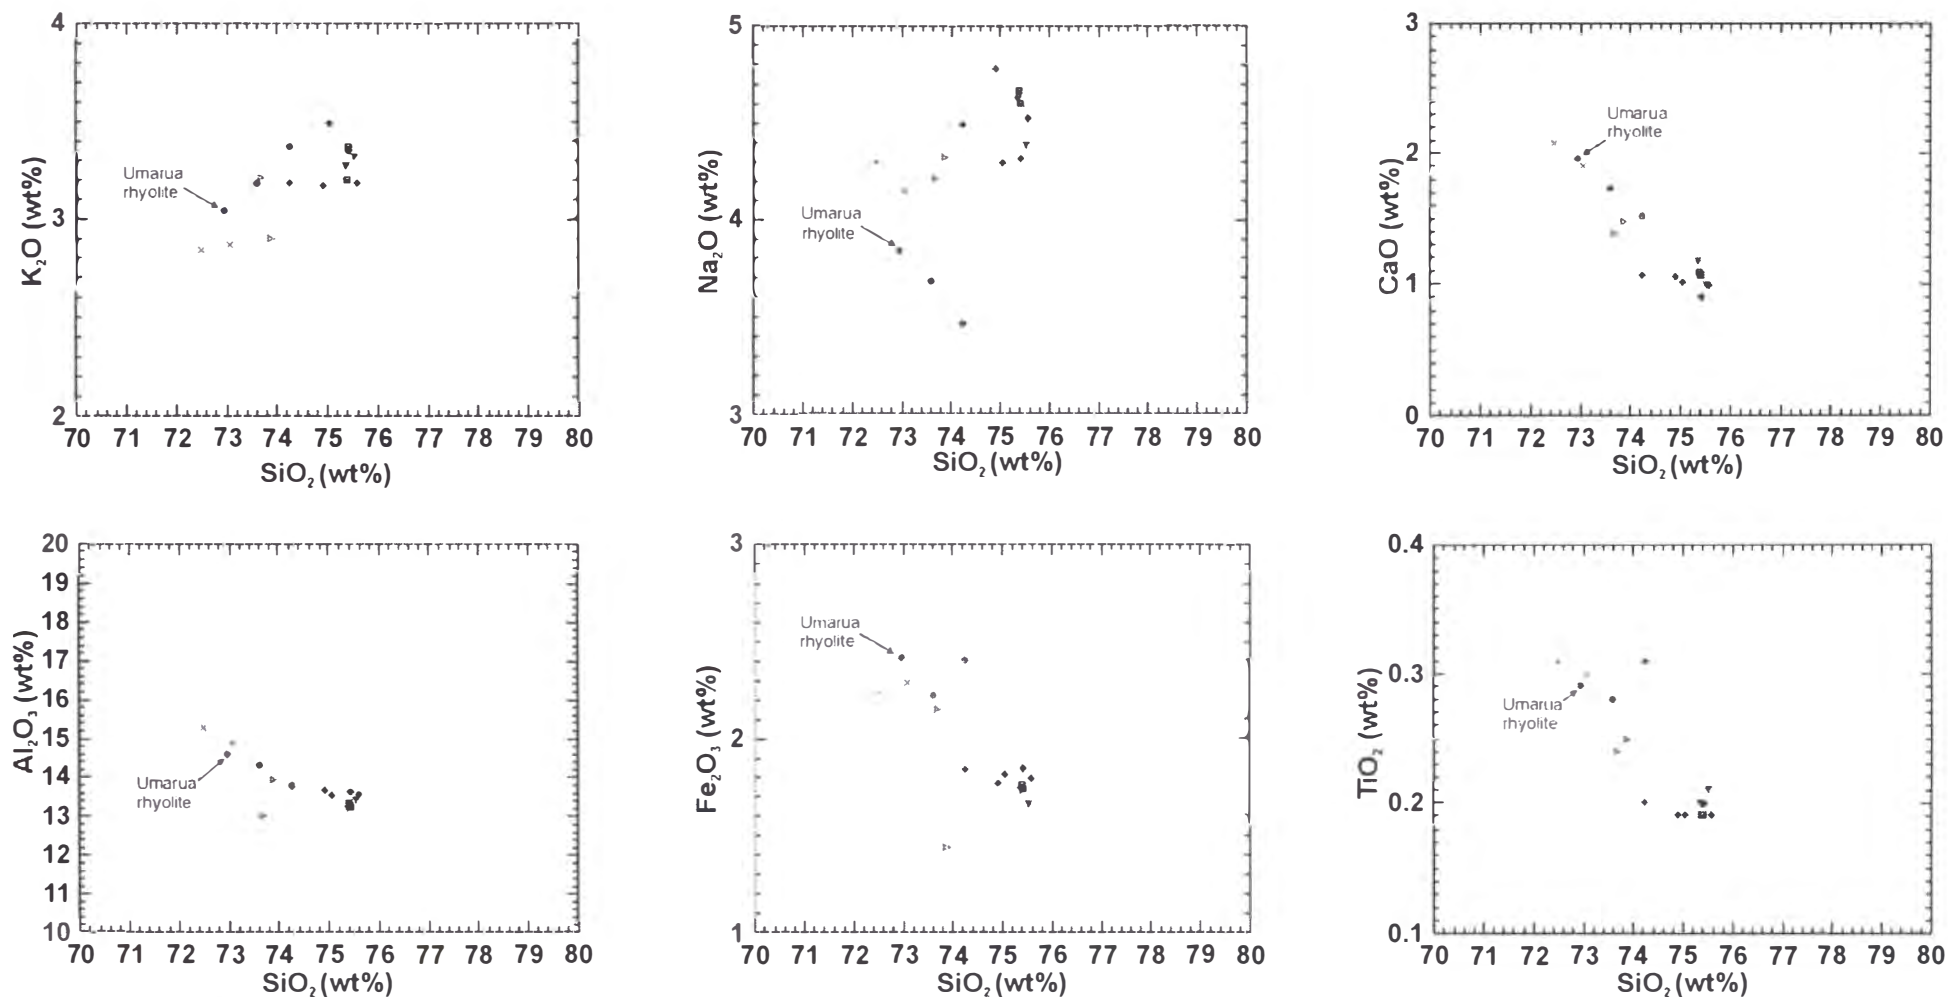 4
3
2
K₂O (wt%)
Umarua
rhyolite
70 71 72 73 74 75 76 77 78 79 80
SiO₂ (wt%)
5
4
3
Na₂O (wt%)
Umarua
rhyolite
70 71 72 73 74 75 76 77 78 79 80
SiO₂ (wt%)
3
2
1
0
CaO (wt%)
Umarua
rhyolite
70 71 72 73 74 75 76 77 78 79 80
SiO₂ (wt%)
20
19
18
17
16
15
14
13
12
11
10
Al₂O₃ (wt%)
Umarua
rhyolite
70 71 72 73 74 75 76 77 78 79 80
SiO₂ (wt%)
3
2
1
Fe₂O₃ (wt%)
Umarua
rhyolite
70 71 72 73 74 75 76 77 78 79 80
SiO₂ (wt%)
0.4
0.3
0.2
0.1
TiO₂ (wt%)
Umarua
rhyolite
70 71 72 73 74 75 76 77 78 79 80
SiO₂ (wt%)